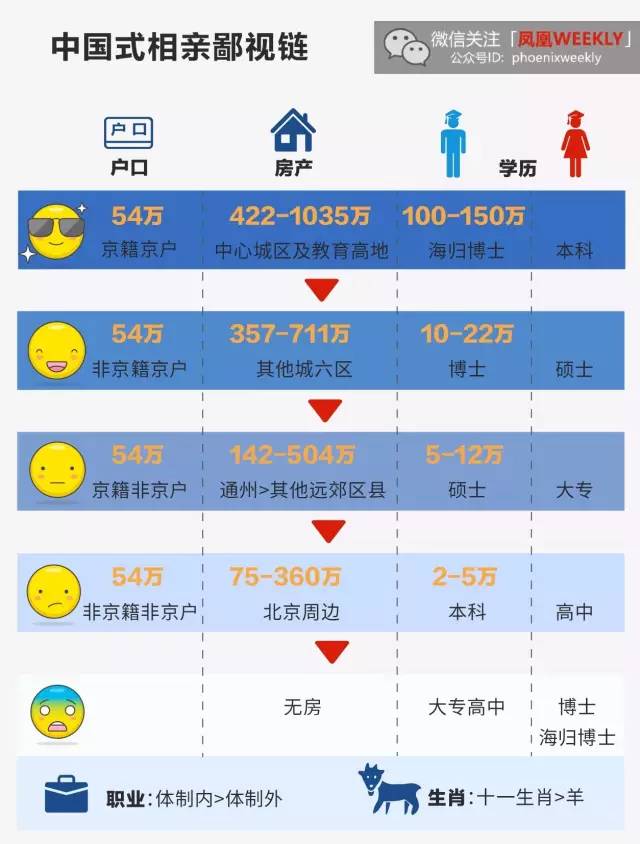 中国式相亲鄙视链
微信关注「凤凰WEEKLY」
公众号ID: phoenixweekly
户口
户口 房产 学历
54万 422-1035万 100-150万
京籍京户 中心城区及教育高地 海归博士 本科
54万 357-711万 10-22万
非京籍京户 其他城六区 博士 硕士
54万 142-504万 5-12万
京籍非京户 通州>其他远郊区县 硕士 大专
54万 75-360万 2-5万
非京籍非京户 北京周边 本科 高中
无房 大专高中 博士
海归博士
职业:体制内>体制外 生肖:十一生肖>羊